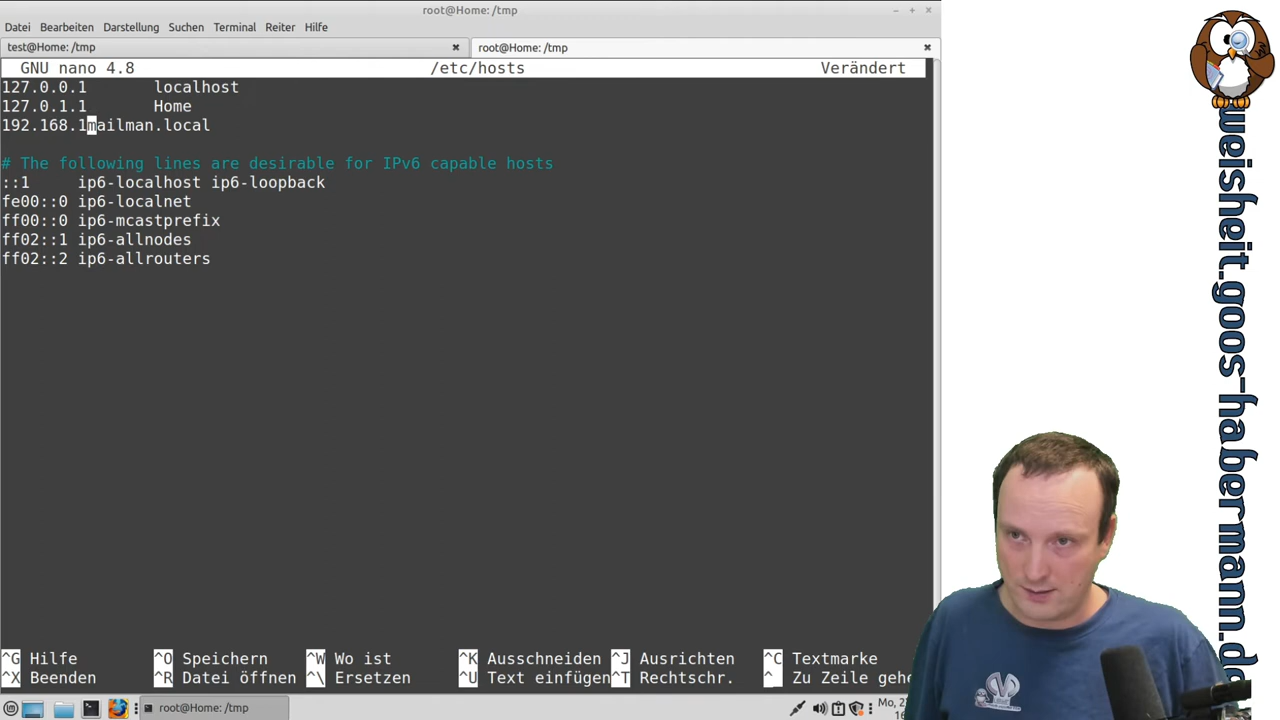 root@Home: /tmp
Datei Bearbeiten Darstellung Suchen Terminal Reiter Hilfe
test@Home: /tmp
root@Home: /tmp
GNU nano 4.8 /etc/hosts Verändert
127.0.0.1 localhost
127.0.1.1 Home
192.168.1mailman.local
# The following lines are desirable for IPv6 capable hosts
::1 ip6-localhost ip6-loopback
fe00::0 ip6-localnet
ff00::0 ip6-mcastprefix
ff02::1 ip6-allnodes
ff02::2 ip6-allrouters
^G Hilfe ^O Speichern ^W Wo ist ^K Ausschneiden ^J Ausrichten ^C Textmarke
^X Beenden ^R Datei öffnen ^\ Ersetzen ^U Text einfügen ^T Rechtschr. ^_ Zu Zeile gehe
root@Home: /tmp
Mo, 2
16
weisheit.goos-habermann.de